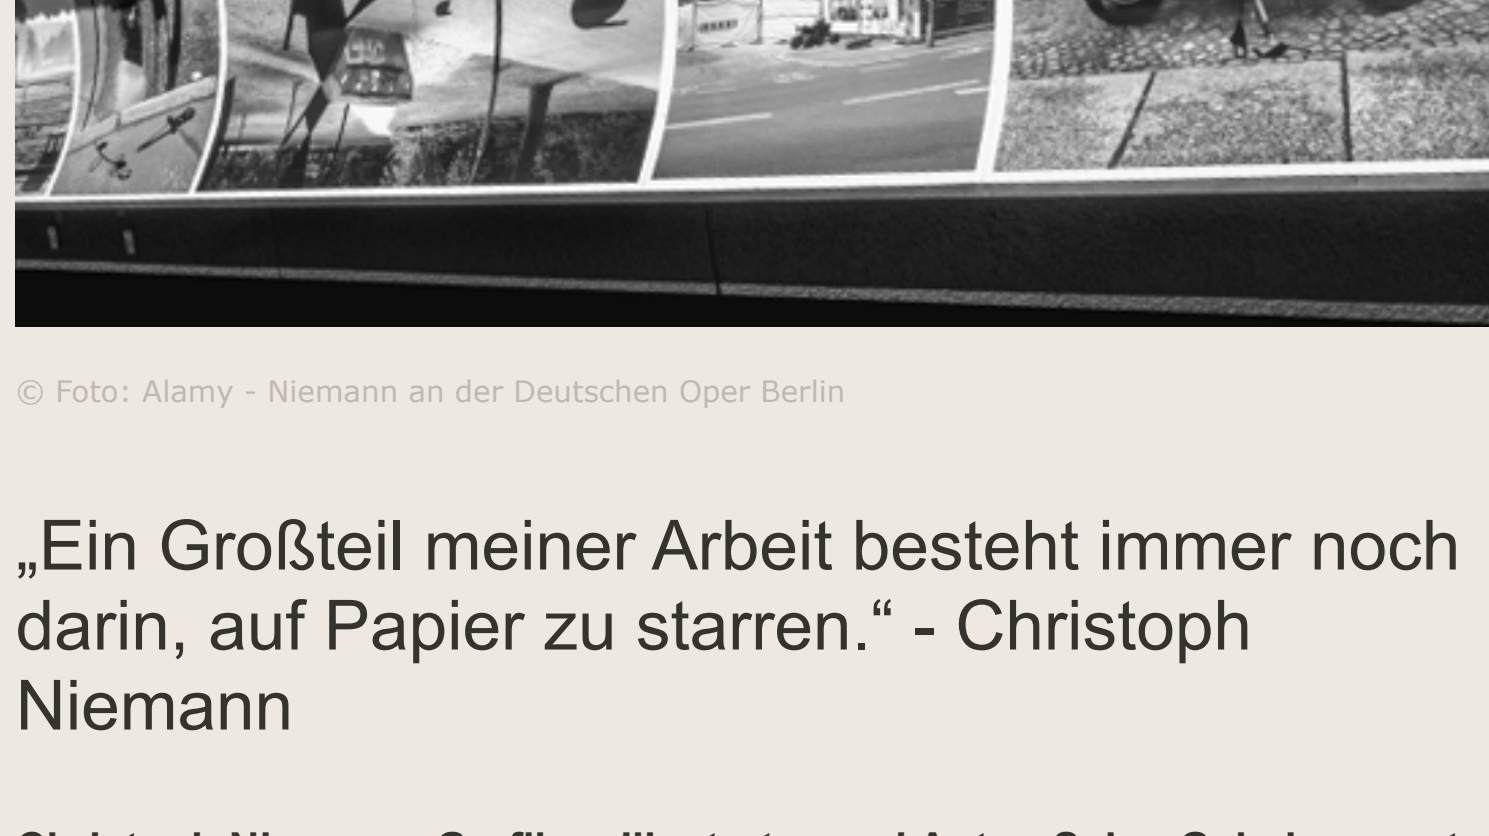 © Foto: Alamy - Niemann an der Deutschen Oper Berlin
„Ein Großteil meiner Arbeit besteht immer noch
darin, auf Papier zu starren.“ - Christoph
Niemann